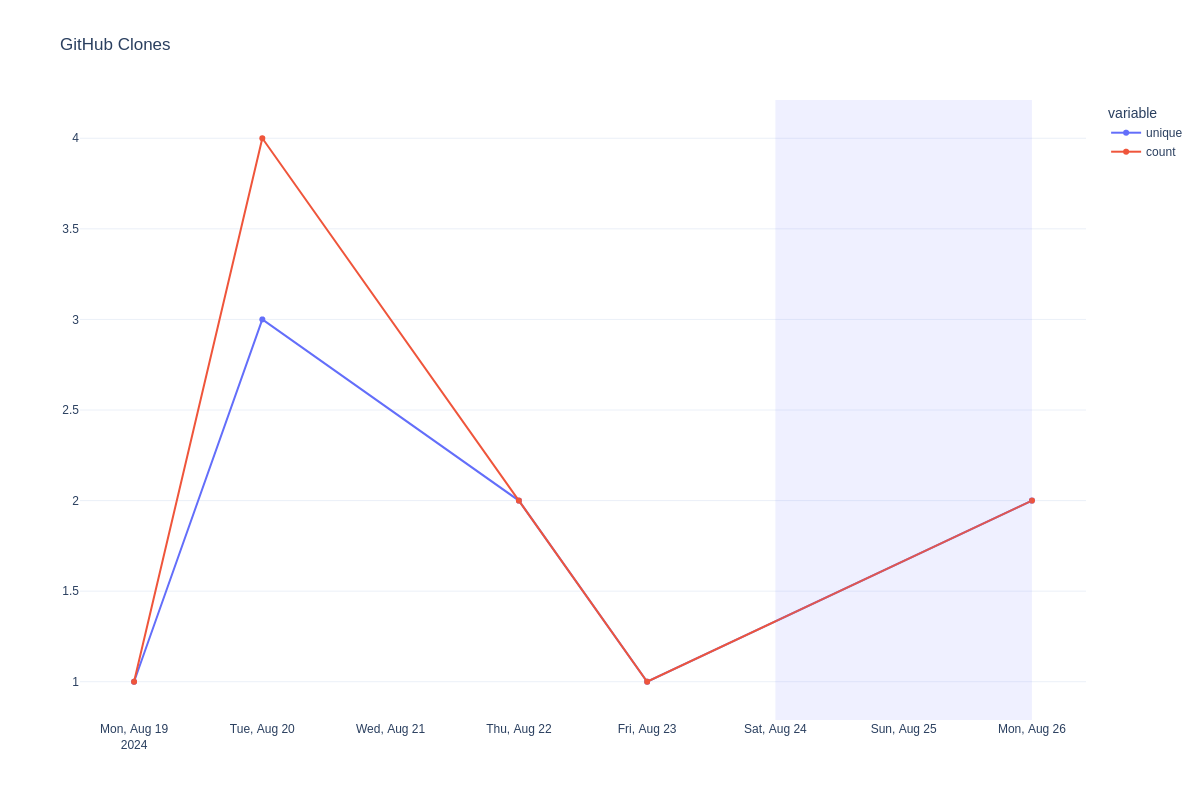 GitHub Clones
variable
unique
count
4
3.5
3
2.5
2
1.5
1
Mon, Aug 19
2024
Tue, Aug 20
Wed, Aug 21
Thu, Aug 22
Fri, Aug 23
Sat, Aug 24
Sun, Aug 25
Mon, Aug 26